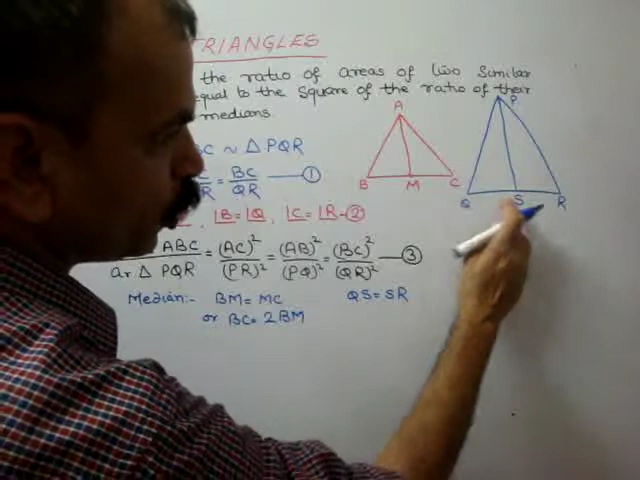 TRIANGLES
the ratio of areas of two similar
equal to the square of the ratio of their
medians.
BC ~ △ PQR
= BC/QR —— ①
∠B = ∠Q , ∠C = ∠R – ②
ABC / ar △ PQR = (AC)²/(PR)² = (AB)²/(PQ)² = (BC)²/(QR)² —— ③
Median:- BM = MC QS = SR
or BC = 2BM
A
B M C
P
Q S R